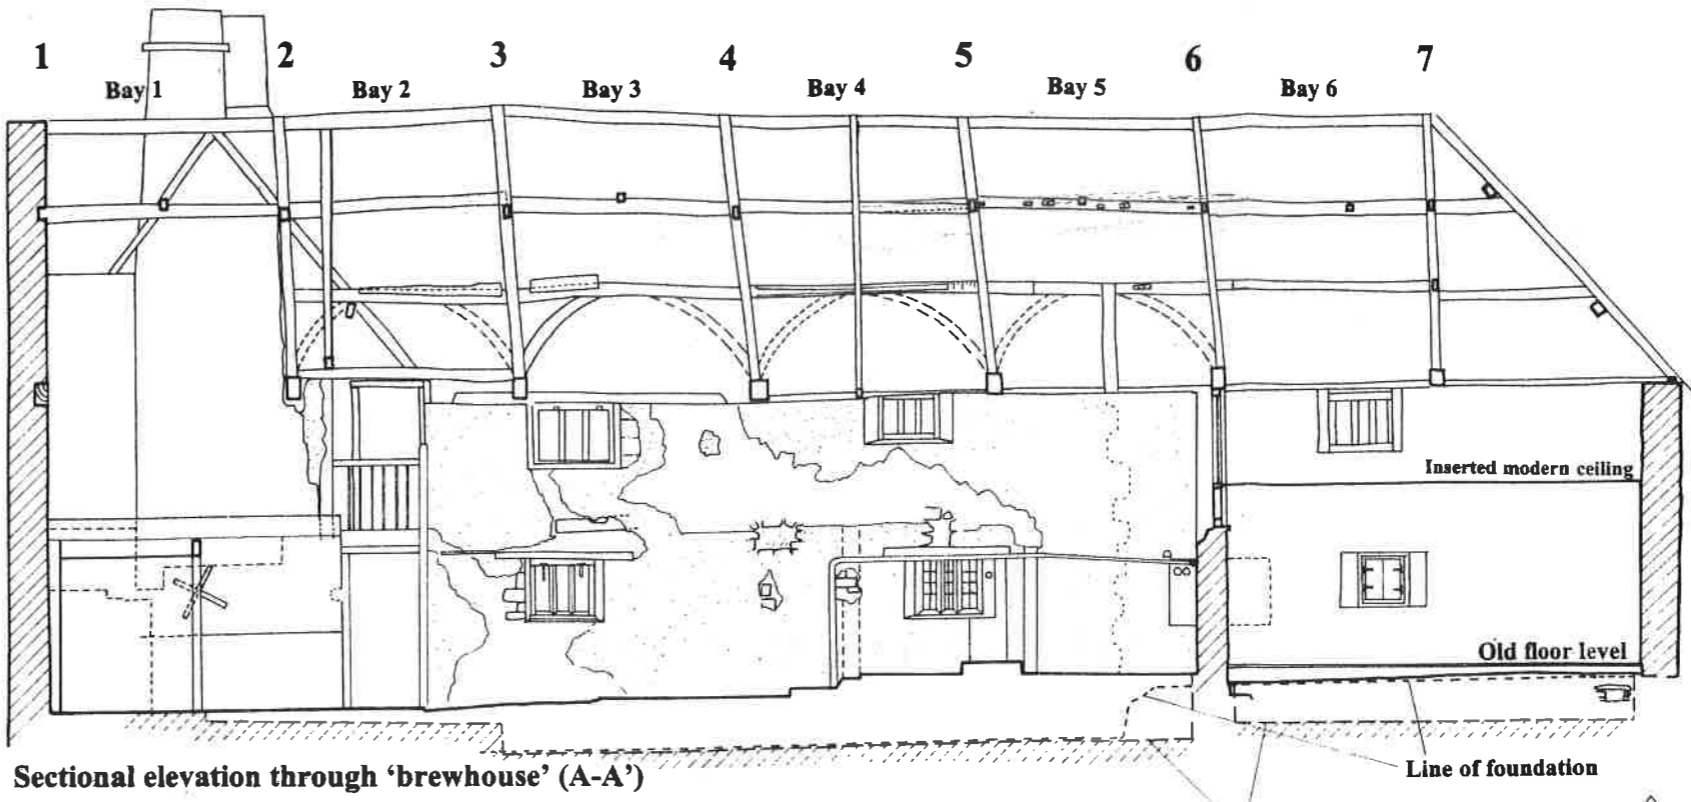 1 2 3 4 5 6 7
Bay 1 Bay 2 Bay 3 Bay 4 Bay 5 Bay 6
Inserted modern ceiling
Old floor level
Line of foundation
Sectional elevation through ‘brewhouse’ (A-A’)